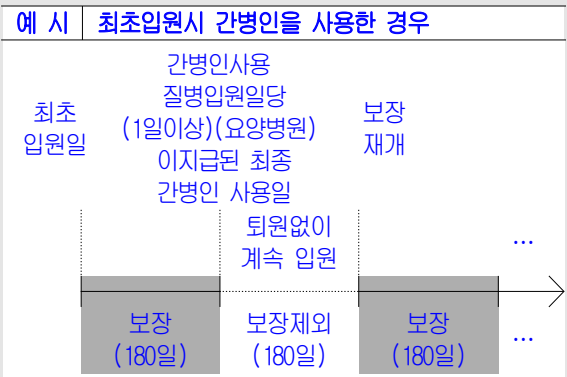 예 시 최초입원시 간병인을 사용한 경우
최초
입원일
간병인사용
질병입원일당
(1일이상)(요양병원)
이지급된 최종
간병인 사용일
보장
재개
퇴원없이
계속 입원
...
보장
(180일)
보장제외
(180일)
보장
(180일)
...